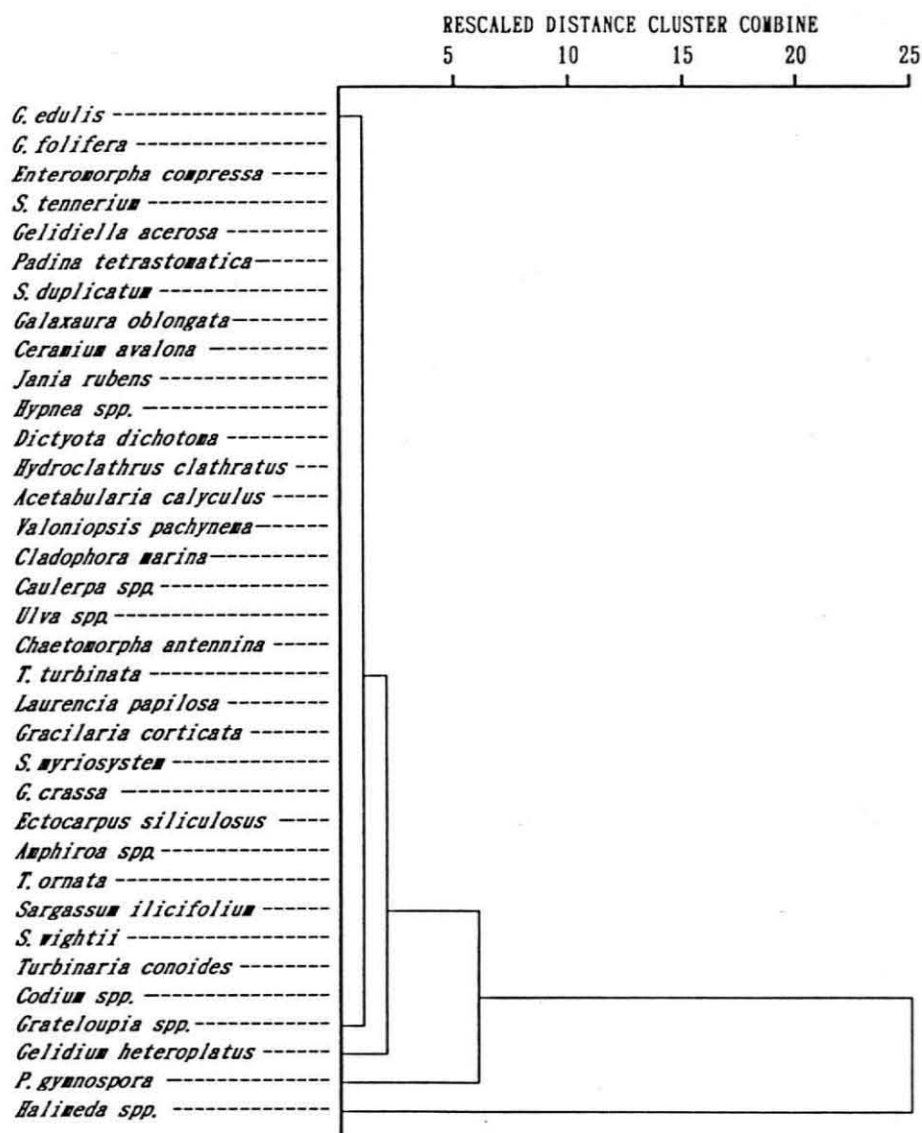 RESCALED DISTANCE CLUSTER COMBINE
5 10 15 20 25
G. edulis
G. folifera
Enteromorpha compressa
S. tennerium
Gelidiella acerosa
Padina tetrastomatica
S. duplicatum
Galaxaura oblongata
Ceramium avalona
Jania rubens
Hypnea spp.
Dictyota dichotoma
Hydroclathrus clathratus
Acetabularia calyculus
Valoniopsis pachynema
Cladophora marina
Caulerpa spp.
Ulva spp.
Chaetomorpha antennina
T. turbinata
Laurencia papilosa
Gracilaria corticata
S. myriosystem
G. crassa
Ectocarpus siliculosus
Amphiroa spp.
T. ornata
Sargassum ilicifolium
S. wightii
Turbinaria conoides
Codium spp.
Grateloupia spp.
Gelidium heteroplatus
P. gymnospora
Halimeda spp.